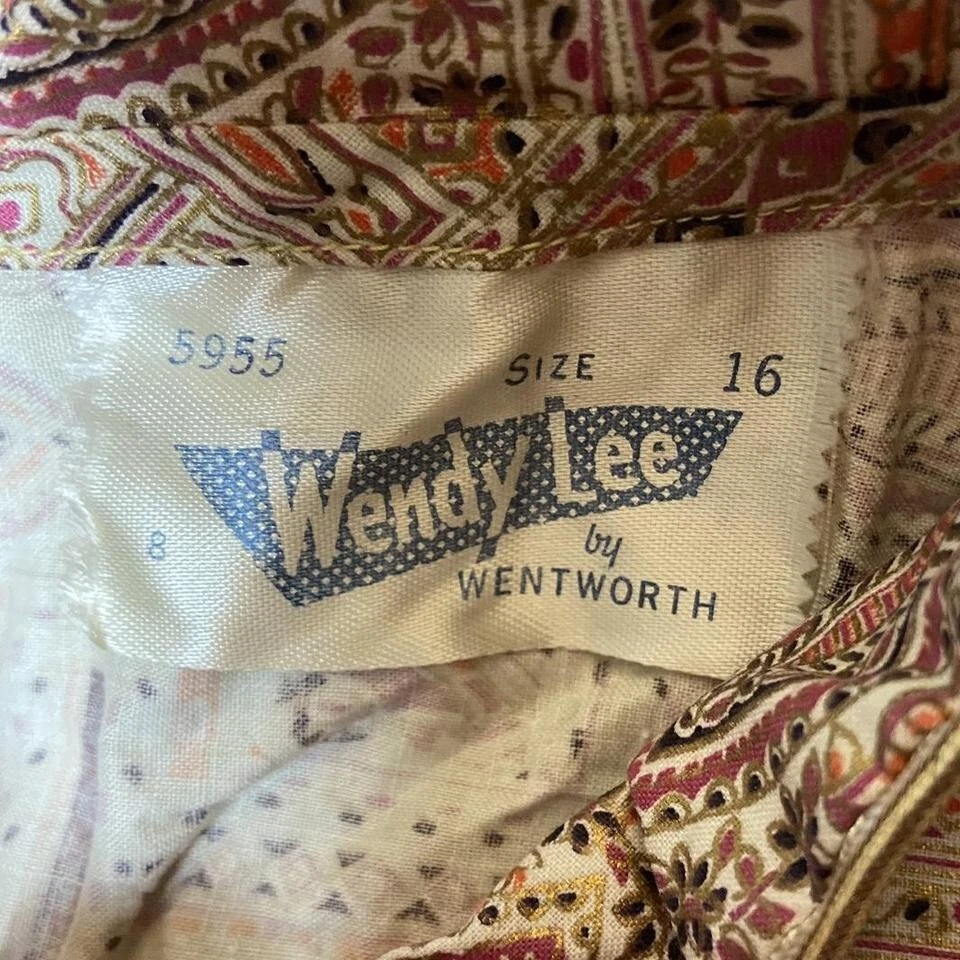 5955 SIZE 16
Wendy Lee
8
by
WENTWORTH